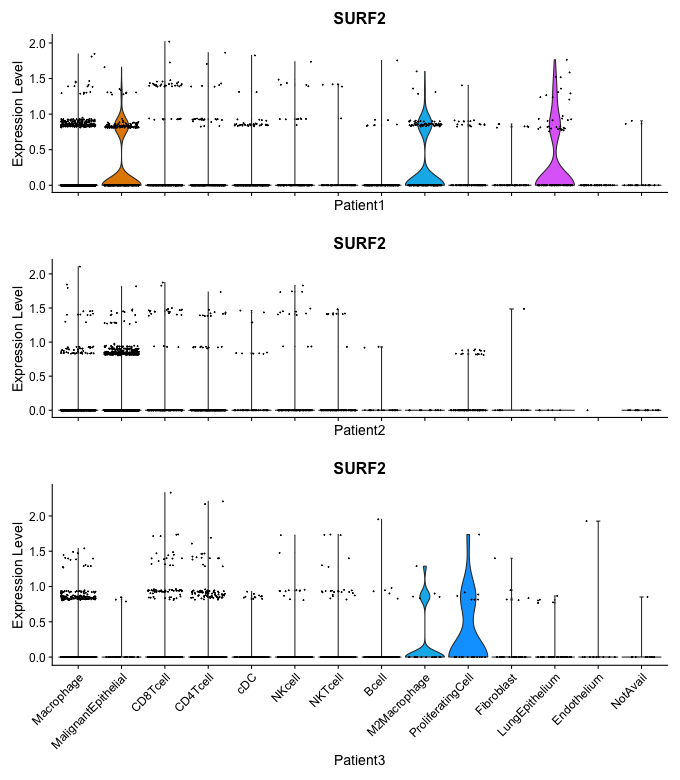 SURF2
Expression Level
2.0
1.5
1.0
0.5
0.0
Patient1
SURF2
Expression Level
2.0
1.5
1.0
0.5
0.0
Patient2
SURF2
Expression Level
2.0
1.5
1.0
0.5
0.0
Macrophage
MalignantEpithelial
CD8Tcell
CD4Tcell
cDC
NKcell
NKTcell
Bcell
M2Macrophage
ProliferatingCell
Fibroblast
LungEpithelium
Endothelium
NotAvail
Patient3